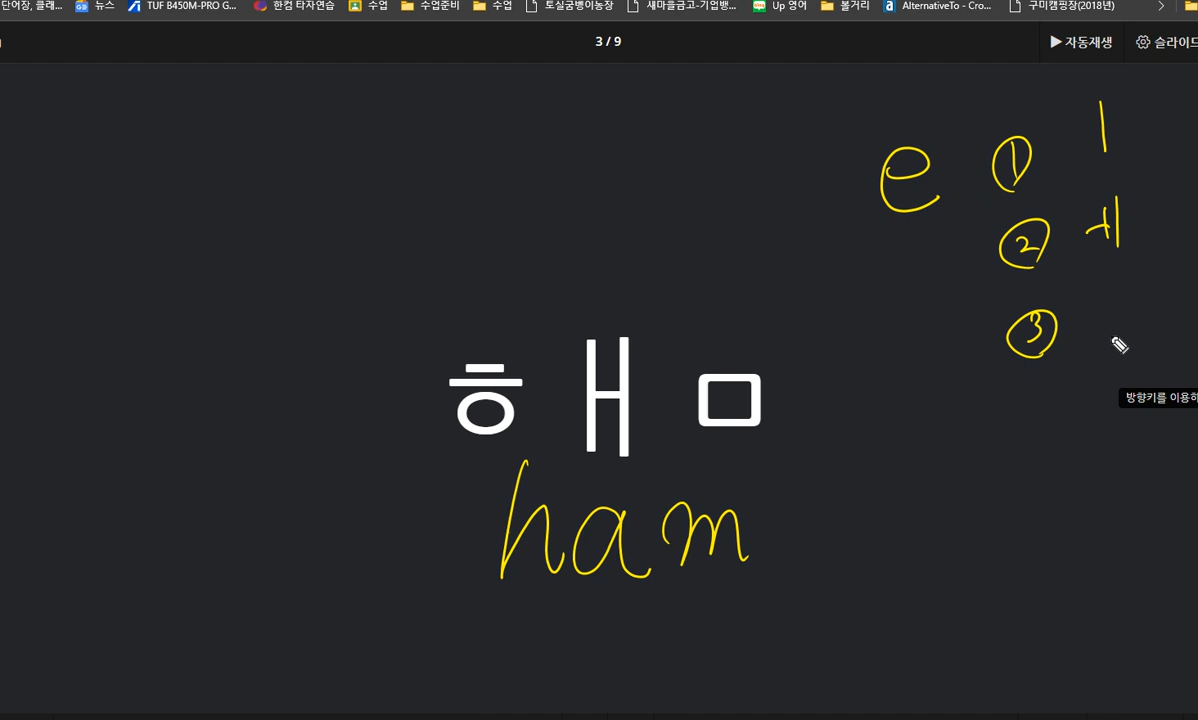 단어장, 클래... 뉴스 TUF B450M-PRO G... 한컴 타자연습 수업 수업준비 수업 토실굼벵이농장 새마을금고-기업뱅... Up 영어 볼거리 AlternativeTo - Cro... 구미캠핑장(2018년)
3 / 9 자동재생 슬라이드
e ① ㅣ
② ㅔ
③
ㅎ ㅐ ㅁ
방향키를 이용하
ham